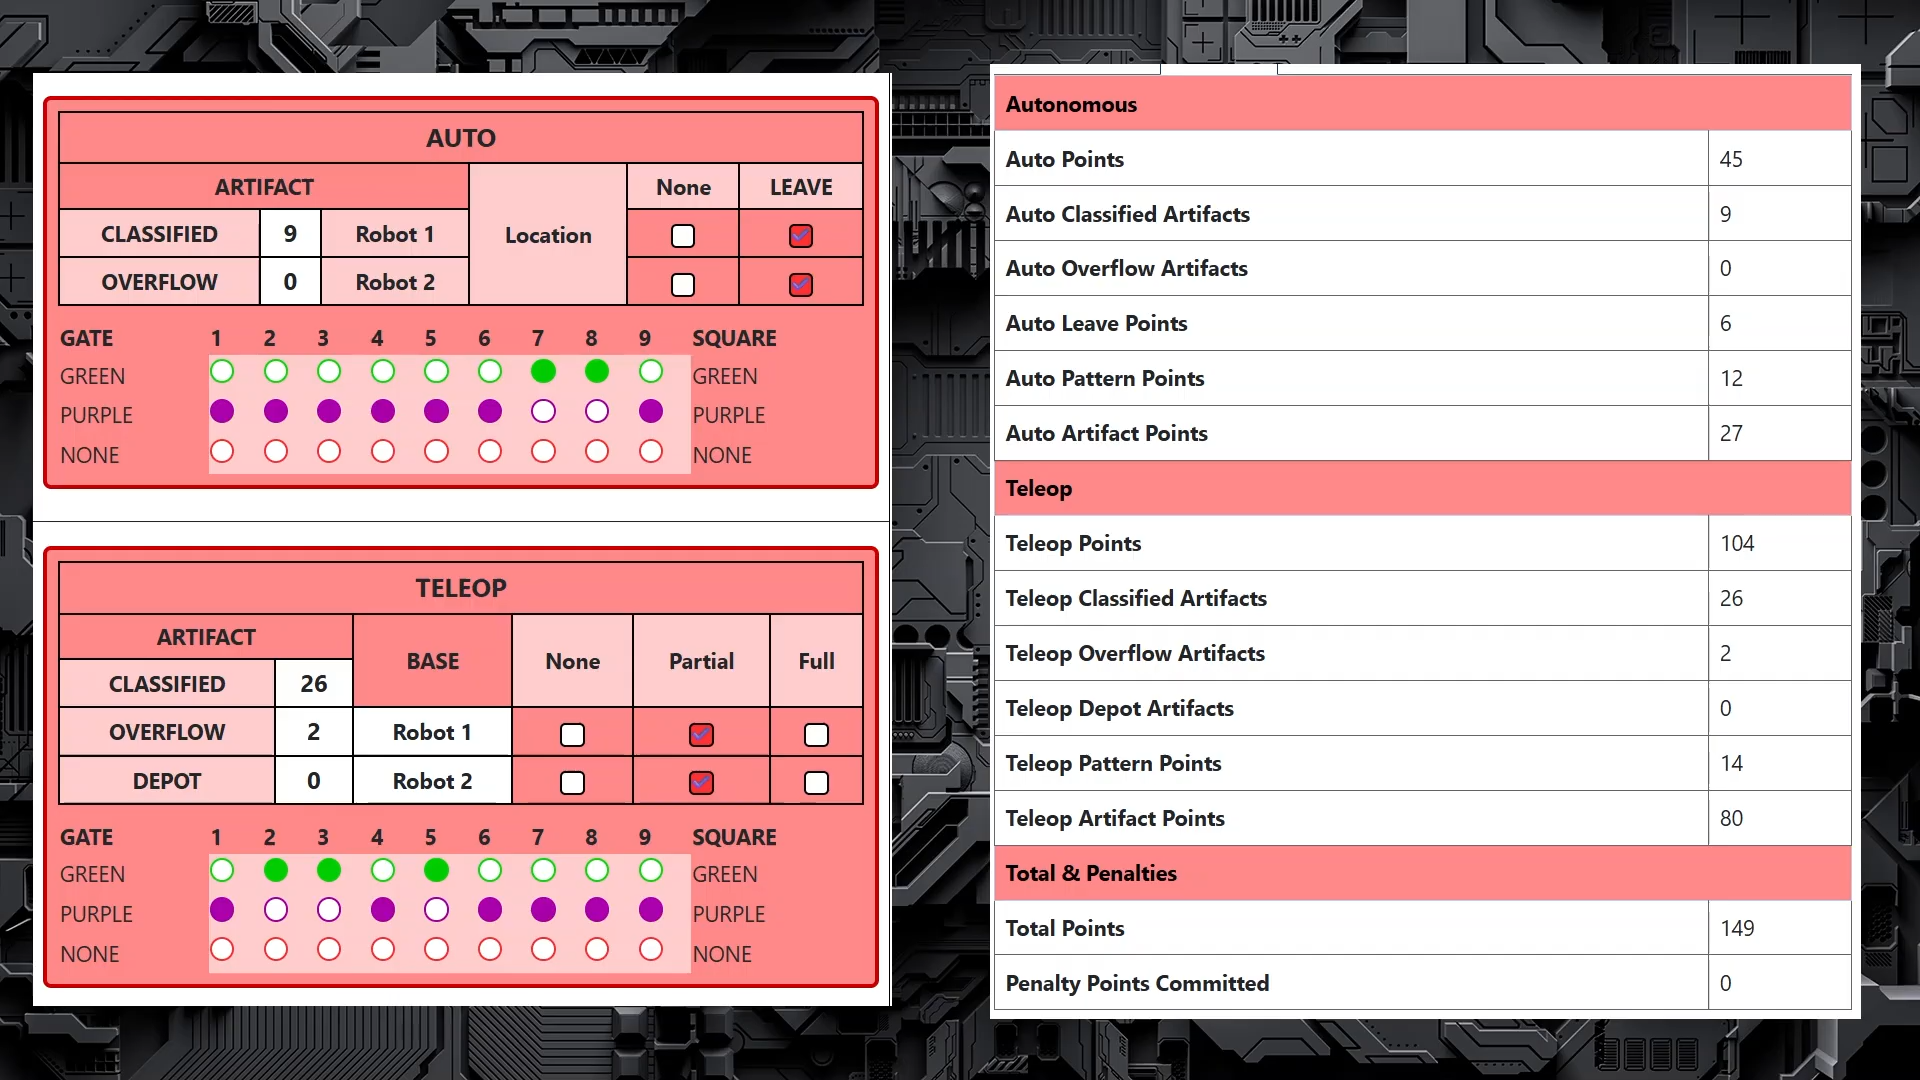 AUTO
ARTIFACT
None
LEAVE
CLASSIFIED
9
Robot 1
Location
OVERFLOW
0
Robot 2
GATE
1 2 3 4 5 6 7 8 9
SQUARE
GREEN
GREEN
PURPLE
PURPLE
NONE
NONE
TELEOP
ARTIFACT
BASE
None
Partial
Full
CLASSIFIED
26
OVERFLOW
2
Robot 1
DEPOT
0
Robot 2
GATE
1 2 3 4 5 6 7 8 9
SQUARE
GREEN
GREEN
PURPLE
PURPLE
NONE
NONE
Autonomous
Auto Points 45
Auto Classified Artifacts 9
Auto Overflow Artifacts 0
Auto Leave Points 6
Auto Pattern Points 12
Auto Artifact Points 27
Teleop
Teleop Points 104
Teleop Classified Artifacts 26
Teleop Overflow Artifacts 2
Teleop Depot Artifacts 0
Teleop Pattern Points 14
Teleop Artifact Points 80
Total & Penalties
Total Points 149
Penalty Points Committed 0